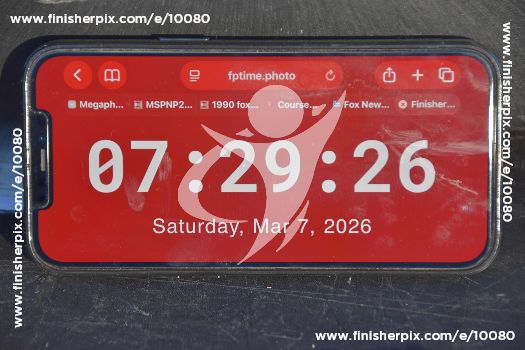 www.finisherpix.com/e/10080
www.finisherpix.com/e/10080
www.finisherpix.com/e/10080
fptime.photo
Megaph... MSPNP2... 1990 fox... Course... Fox New... Finisher...
07:29:26
Saturday, Mar 7, 2026
www.finisherpix.com/e/10080